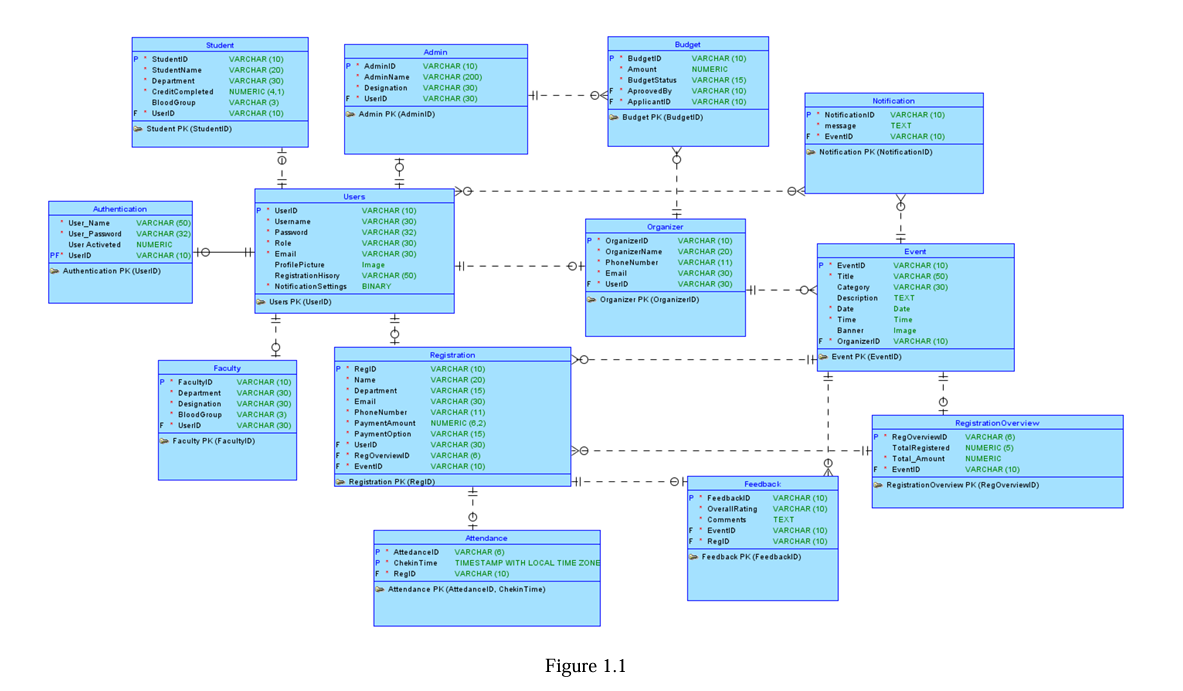 Student
P * StudentID VARCHAR (10)
* StudentName VARCHAR (20)
* Department VARCHAR (30)
* CreditCompleted NUMERIC (4,1)
BloodGroup VARCHAR (3)
F * UserID VARCHAR (10)
Student PK (StudentID)
Admin
P * AdminID VARCHAR (10)
* AdminName VARCHAR (200)
* Designation VARCHAR (30)
F * UserID VARCHAR (30)
Admin PK (AdminID)
Budget
P * BudgetID VARCHAR (10)
* Amount NUMERIC
* BudgetStatus VARCHAR (15)
F * AproovedBy VARCHAR (10)
F * ApplicantID VARCHAR (10)
Budget PK (BudgetID)
Notification
P * NotificationID VARCHAR (10)
* message TEXT
F * EventID VARCHAR (10)
Notification PK (NotificationID)
Authentication
* User_Name VARCHAR (50)
* User_Password VARCHAR (32)
User Activeted NUMERIC
PF * UserID VARCHAR (10)
Authentication PK (UserID)
Users
P * UserID VARCHAR (10)
* Username VARCHAR (30)
* Password VARCHAR (32)
* Role VARCHAR (30)
* Email VARCHAR (30)
ProfilePicture Image
RegistrationHisory VARCHAR (50)
* NotificationSettings BINARY
Users PK (UserID)
Organizer
P * OrganizerID VARCHAR (10)
* OrganizerName VARCHAR (20)
* PhoneNumber VARCHAR (11)
* Email VARCHAR (30)
F * UserID VARCHAR (30)
Organizer PK (OrganizerID)
Event
P * EventID VARCHAR (10)
* Title VARCHAR (50)
Category VARCHAR (30)
Description TEXT
* Date Date
* Time Time
Banner Image
F * OrganizerID VARCHAR (10)
Event PK (EventID)
Faculty
P * FacultyID VARCHAR (10)
* Department VARCHAR (30)
* Designation VARCHAR (30)
* BloodGroup VARCHAR (3)
F * UserID VARCHAR (30)
Faculty PK (FacultyID)
Registration
P * RegID VARCHAR (10)
* Name VARCHAR (20)
* Department VARCHAR (15)
* Email VARCHAR (30)
* PhoneNumber VARCHAR (11)
* PaymentAmount NUMERIC (6,2)
* PaymentOption VARCHAR (15)
F * UserID VARCHAR (30)
F * RegOverviewID VARCHAR (6)
F * EventID VARCHAR (10)
Registration PK (RegID)
RegistrationOverview
P * RegOverviewID VARCHAR (6)
TotalRegistered NUMERIC (5)
* Total_Amount NUMERIC
F * EventID VARCHAR (10)
RegistrationOverview PK (RegOverviewID)
Feedback
P * FeedbackID VARCHAR (10)
* OverallRating VARCHAR (10)
* Comments TEXT
F * EventID VARCHAR (10)
F * RegID VARCHAR (10)
Feedback PK (FeedbackID)
Attendance
P * AttedanceID VARCHAR (6)
P * ChekinTime TIMESTAMP WITH LOCAL TIME ZONE
F * RegID VARCHAR (10)
Attendance PK (AttedanceID, ChekinTime)
Figure 1.1